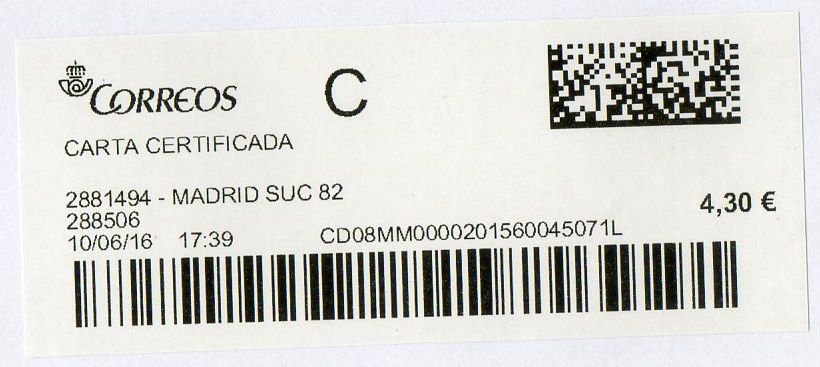 CORREOS
C
CARTA CERTIFICADA
2881494 - MADRID SUC 82
288506
4,30 €
10/06/16 17:39
CD08MM0000201560045071L